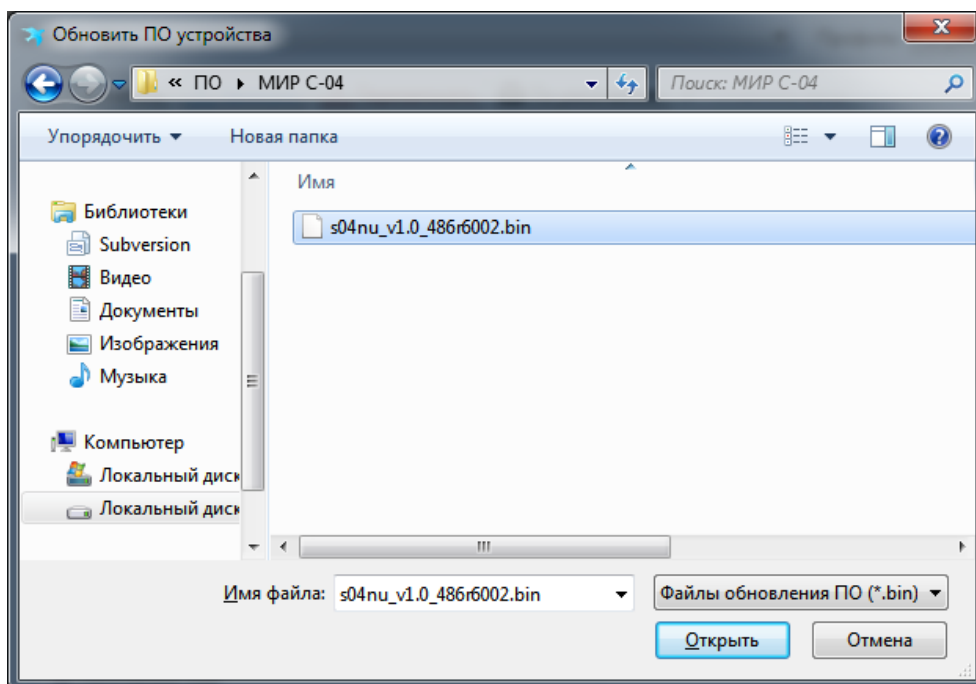 Обновить ПО устройства
« ПО ▸ МИР С-04
Поиск: МИР С-04
Упорядочить
Новая папка
Имя
Библиотеки
s04nu_v1.0_486r6002.bin
Subversion
Видео
Документы
Изображения
Музыка
Компьютер
Локальный диск
Локальный диск
Имя файла: s04nu_v1.0_486r6002.bin
Файлы обновления ПО (*.bin)
Открыть
Отмена